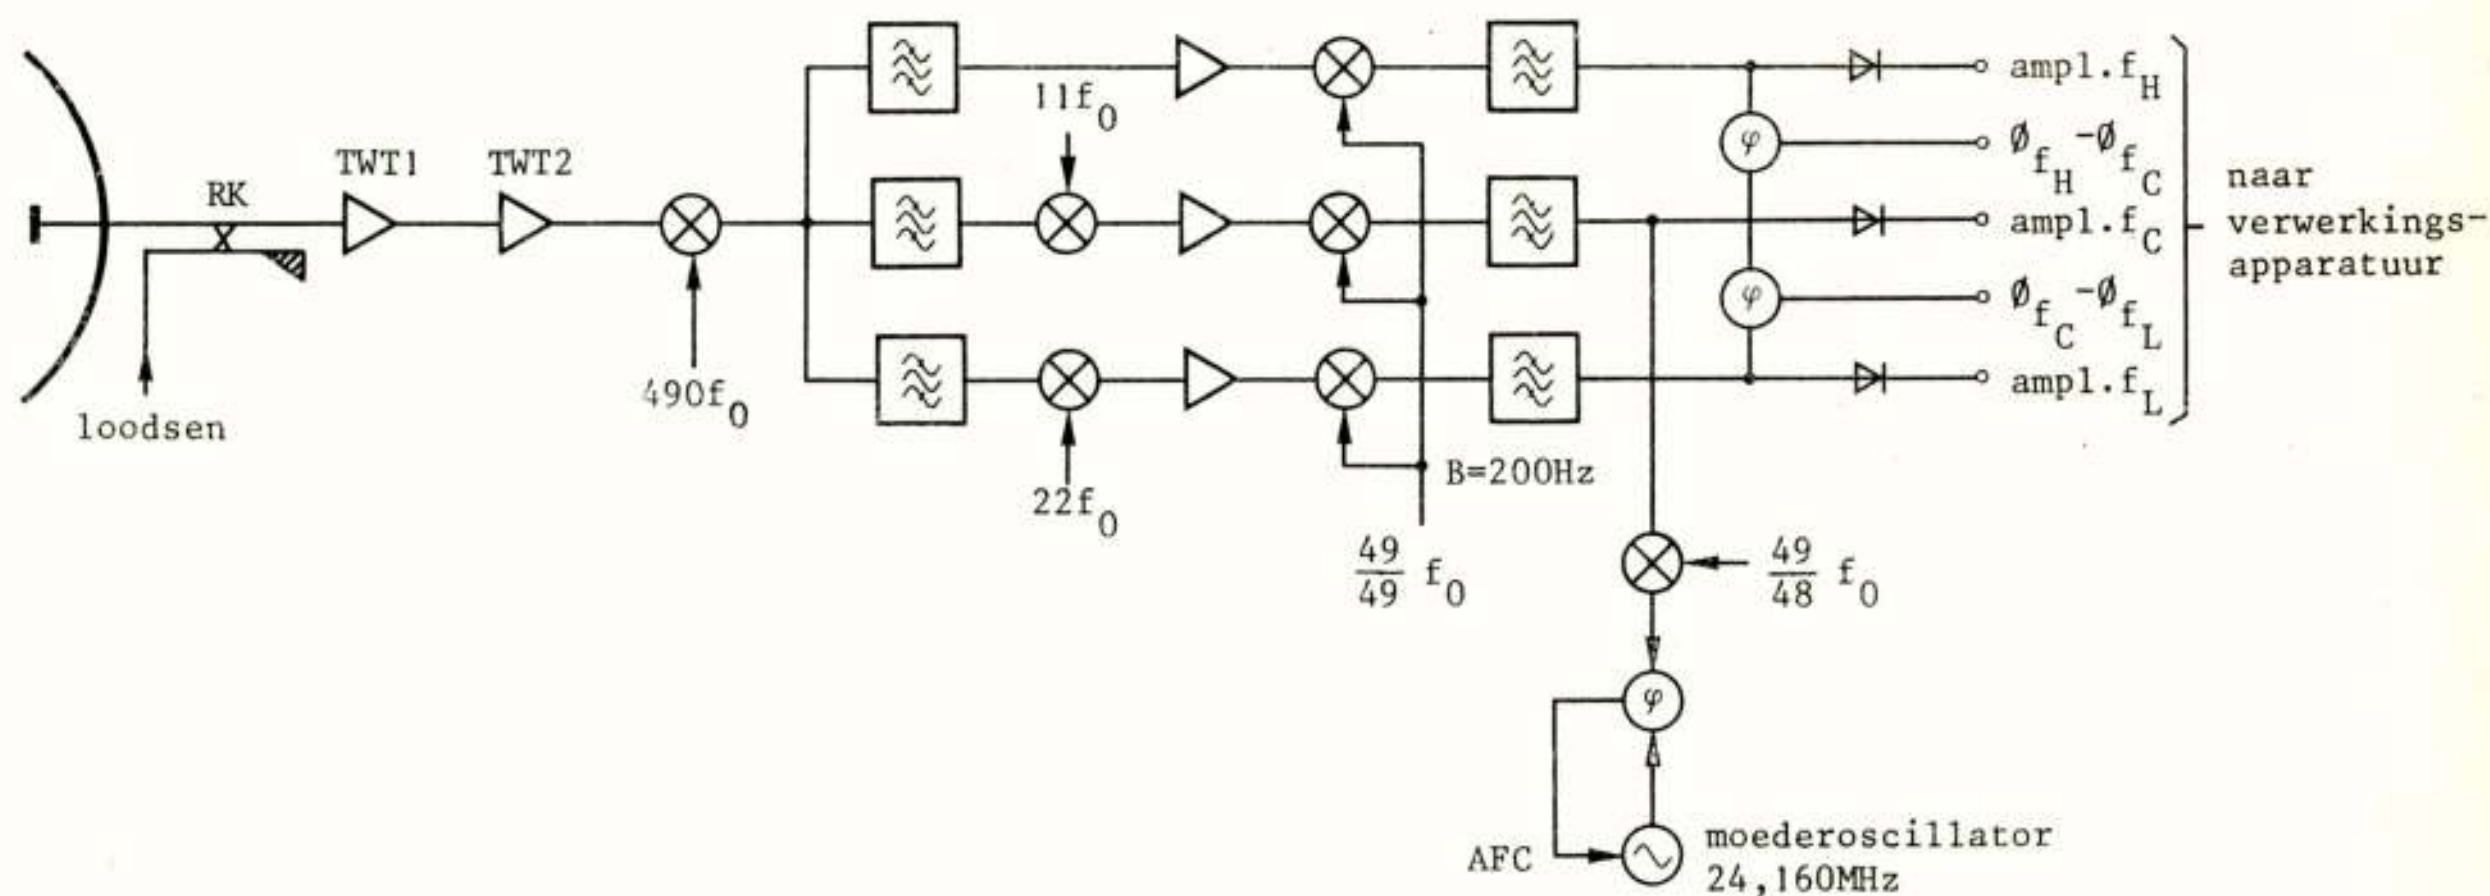 RK
TWT1
TWT2
loodsen
490f0
11f0
22f0
49/49 f0
B=200Hz
49/48 f0
φ
φ
φ
AFC
moederoscillator
24,160MHz
ampl.fH
ØfH-ØfC
ampl.fC
ØfC-ØfL
ampl.fL
naar
verwerkings-
apparatuur